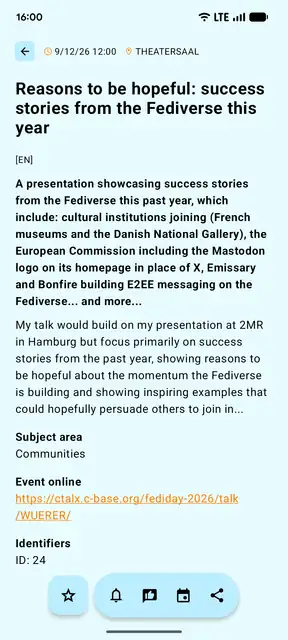 16:00
LTE
9/12/26 12:00
THEATERSAAL
Reasons to be hopeful: success
stories from the Fediverse this
year
[EN]
A presentation showcasing success stories
from the Fediverse this past year, which
include: cultural institutions joining (French
museums and the Danish National Gallery), the
European Commission including the Mastodon
logo on its homepage in place of X, Emissary
and Bonfire building E2EE messaging on the
Fediverse... and more...
My talk would build on my presentation at 2MR
in Hamburg but focus primarily on success
stories from the past year, showing reasons to
be hopeful about the momentum the Fediverse
is building and showing inspiring examples that
could hopefully persuade others to join in...
Subject area
Communities
Event online
https://ctalx.c-base.org/fediday-2026/talk
/WUERER/
Identifiers
ID: 24